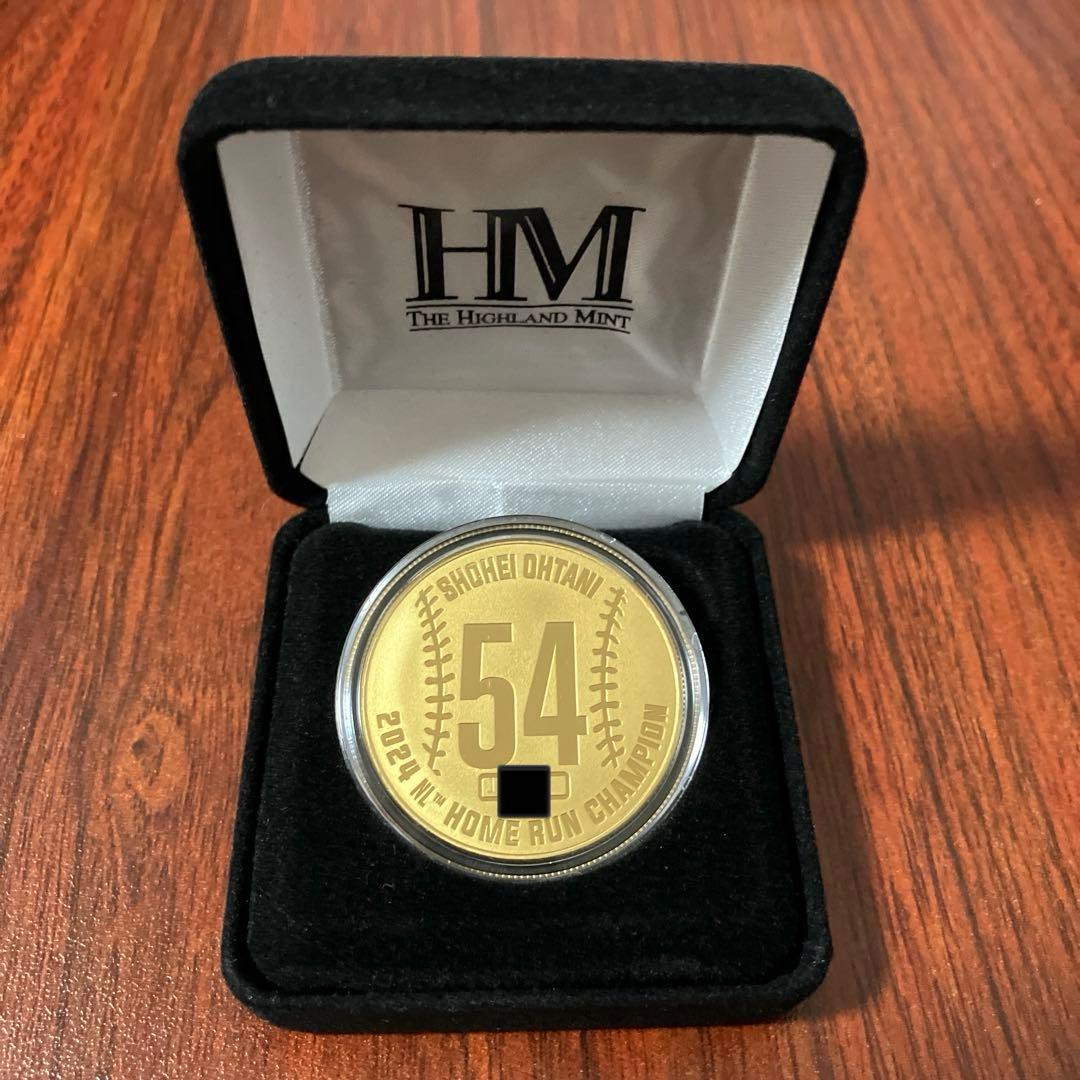 HM
THE HIGHLAND MINT
SHOHEI OHTANI
54
2024 NL™ HOME RUN CHAMPION